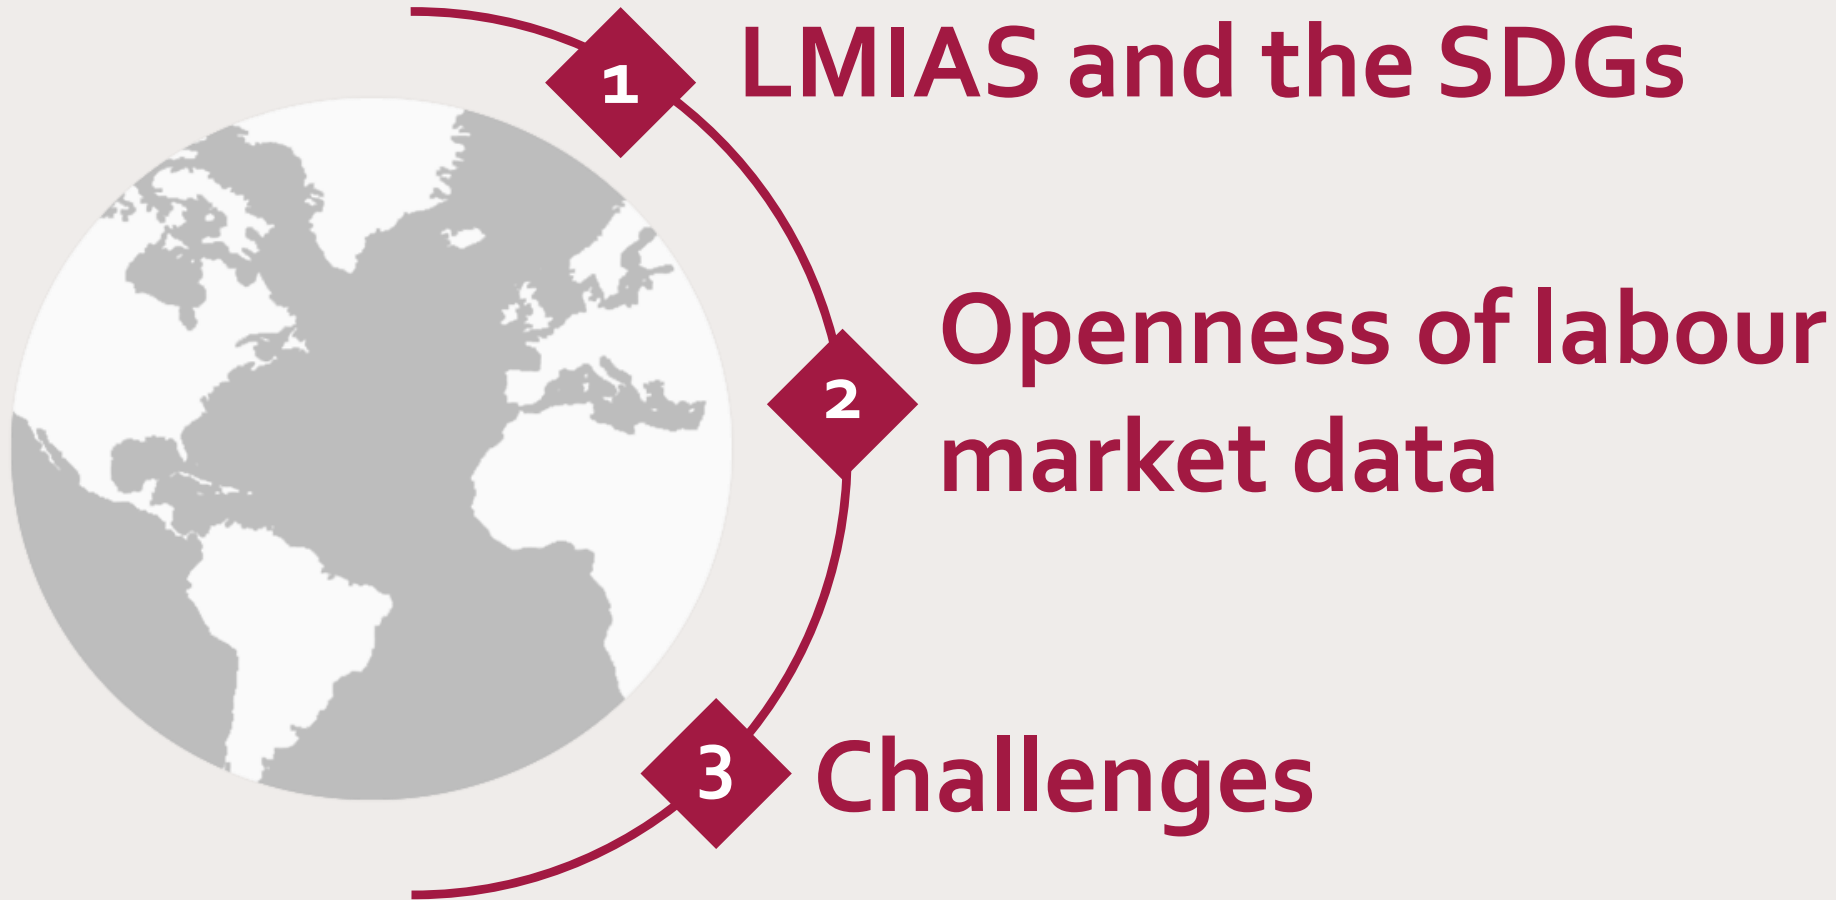 1
LMIAS and the SDGs
2
Openness of labour
market data
3
Challenges